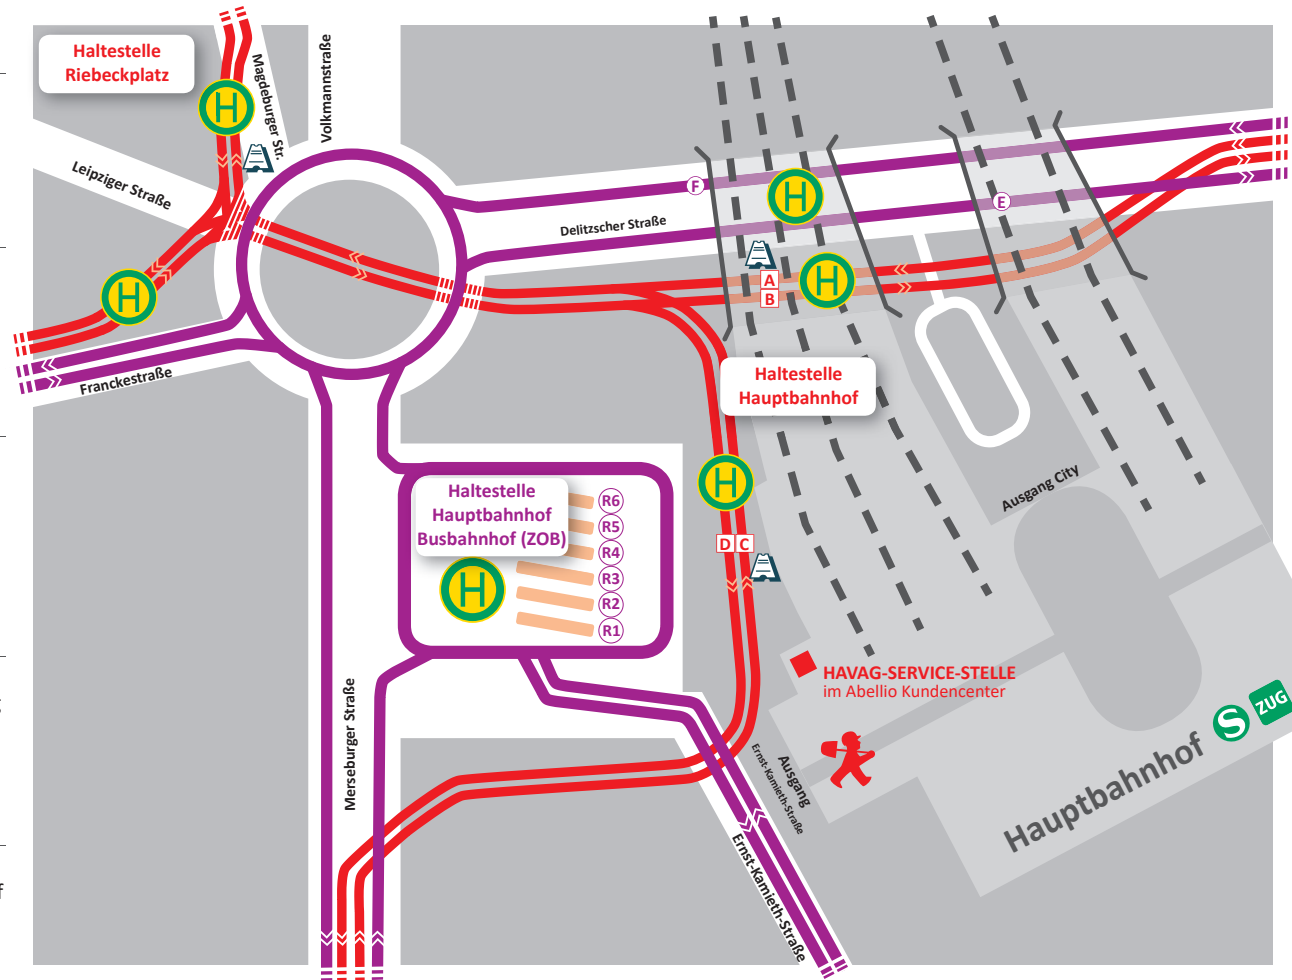 Haltestelle
Riebeckplatz
H
Magdeburger Str.
Volkmannstraße
Leipziger Straße
H
Franckestraße
F
H
E
Delitzscher Straße
A
B
H
Haltestelle
Hauptbahnhof
H
Ausgang City
Haltestelle
Hauptbahnhof
Busbahnhof (ZOB)
H
R6
R5
R4
R3
R2
R1
D C
HAVAG-SERVICE-STELLE
im Abellio Kundencenter
Merseburger Straße
Ausgang
Ernst-Kamieth-Straße
Ernst-Kamieth-Straße
Hauptbahnhof
S
ZUG
f